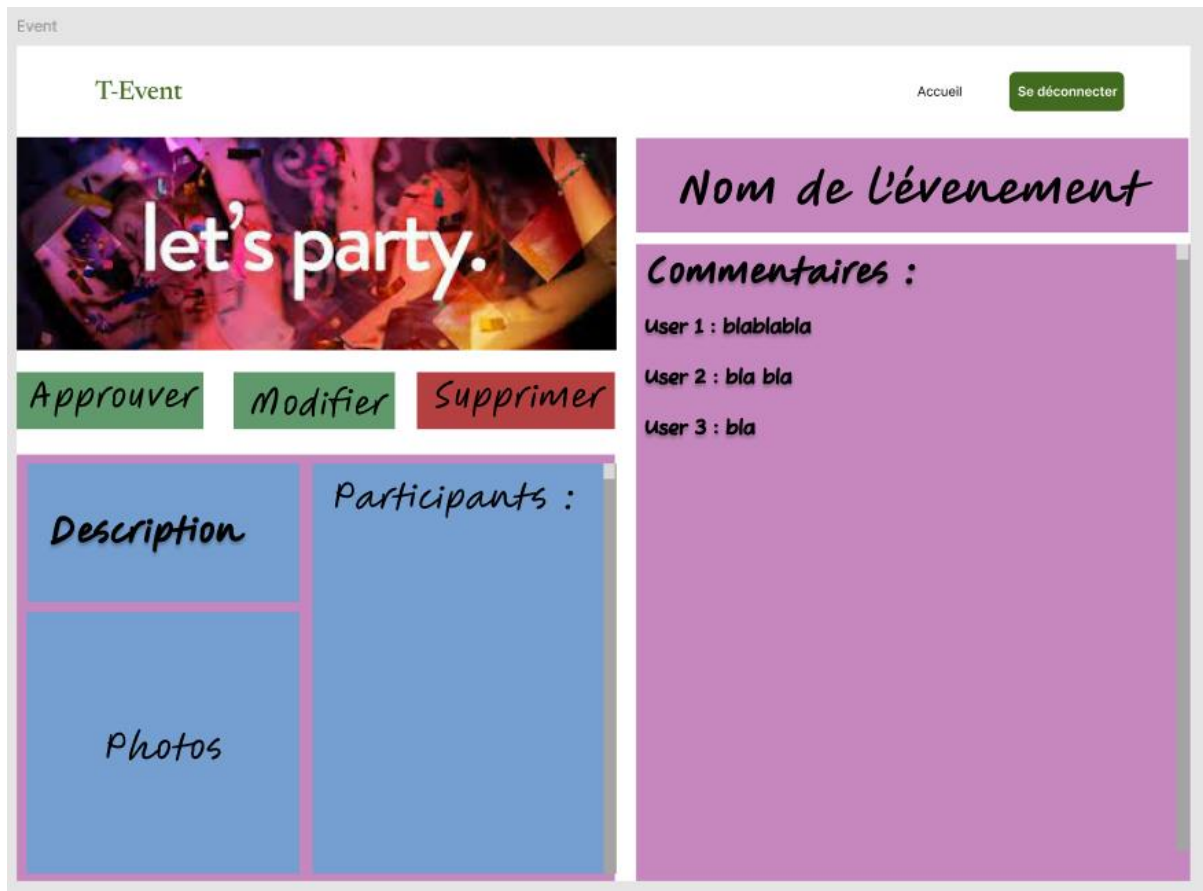 Event
T-Event
Accueil
Se déconnecter
let's party.
Nom de l'évenement
Approuver
Modifier
Supprimer
Description
Photos
Participants :
Commentaires :
User 1 : blablabla
User 2 : bla bla
User 3 : bla